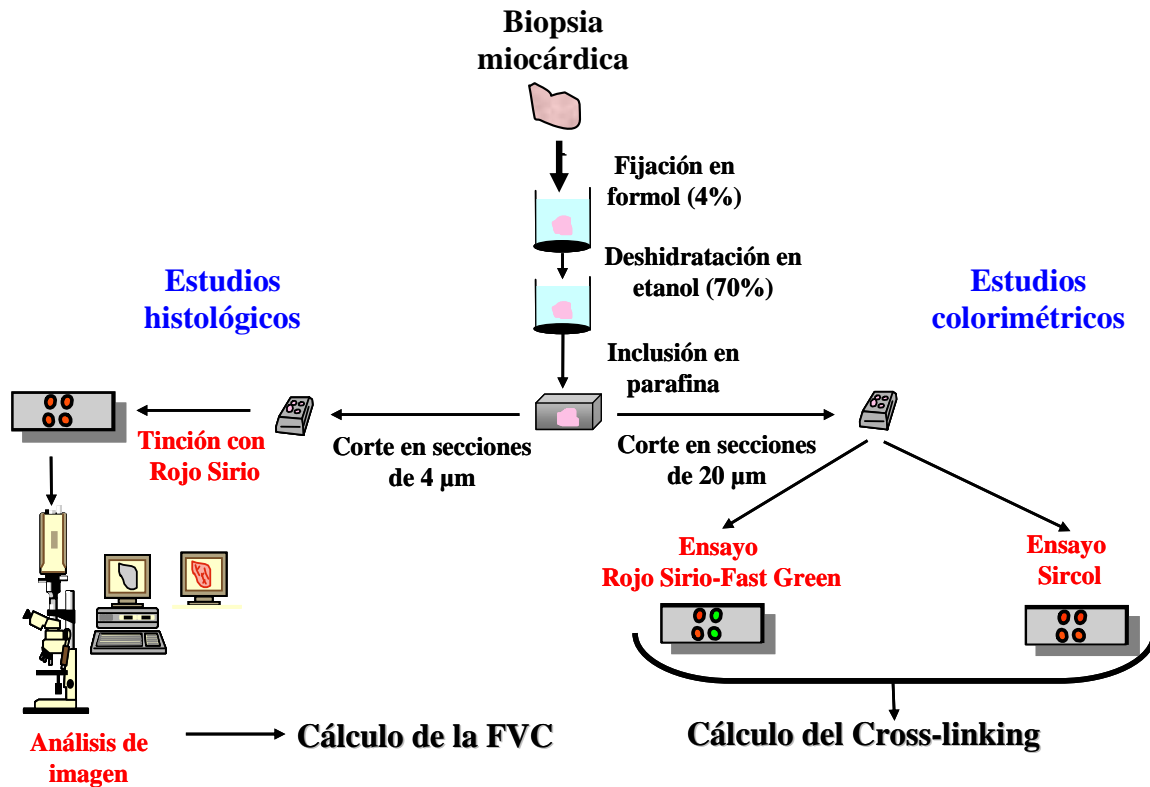 Biopsia
miocárdica
Fijación en
formol (4%)
Deshidratación en
etanol (70%)
Estudios
histológicos
Estudios
colorimétricos
Inclusión en
parafina
Tinción con
Rojo Sirio
Corte en secciones
de 4 µm
Corte en secciones
de 20 µm
Ensayo
Rojo Sirio-Fast Green
Ensayo
Sircol
Análisis de
imagen
Cálculo de la FVC
Cálculo del Cross-linking